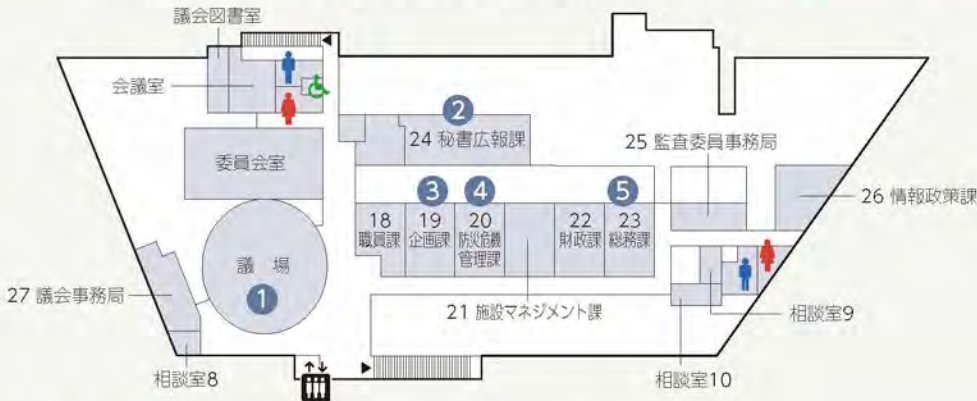 議会図書室
会議室
委員会室
議　場
1
27 議会事務局
相談室8
2
24 秘書広報課
3
4
5
18
職員課
19
企画課
20
防災危機
管理課
22
財政課
23
総務課
21 施設マネジメント課
25 監査委員事務局
26 情報政策課
相談室9
相談室10